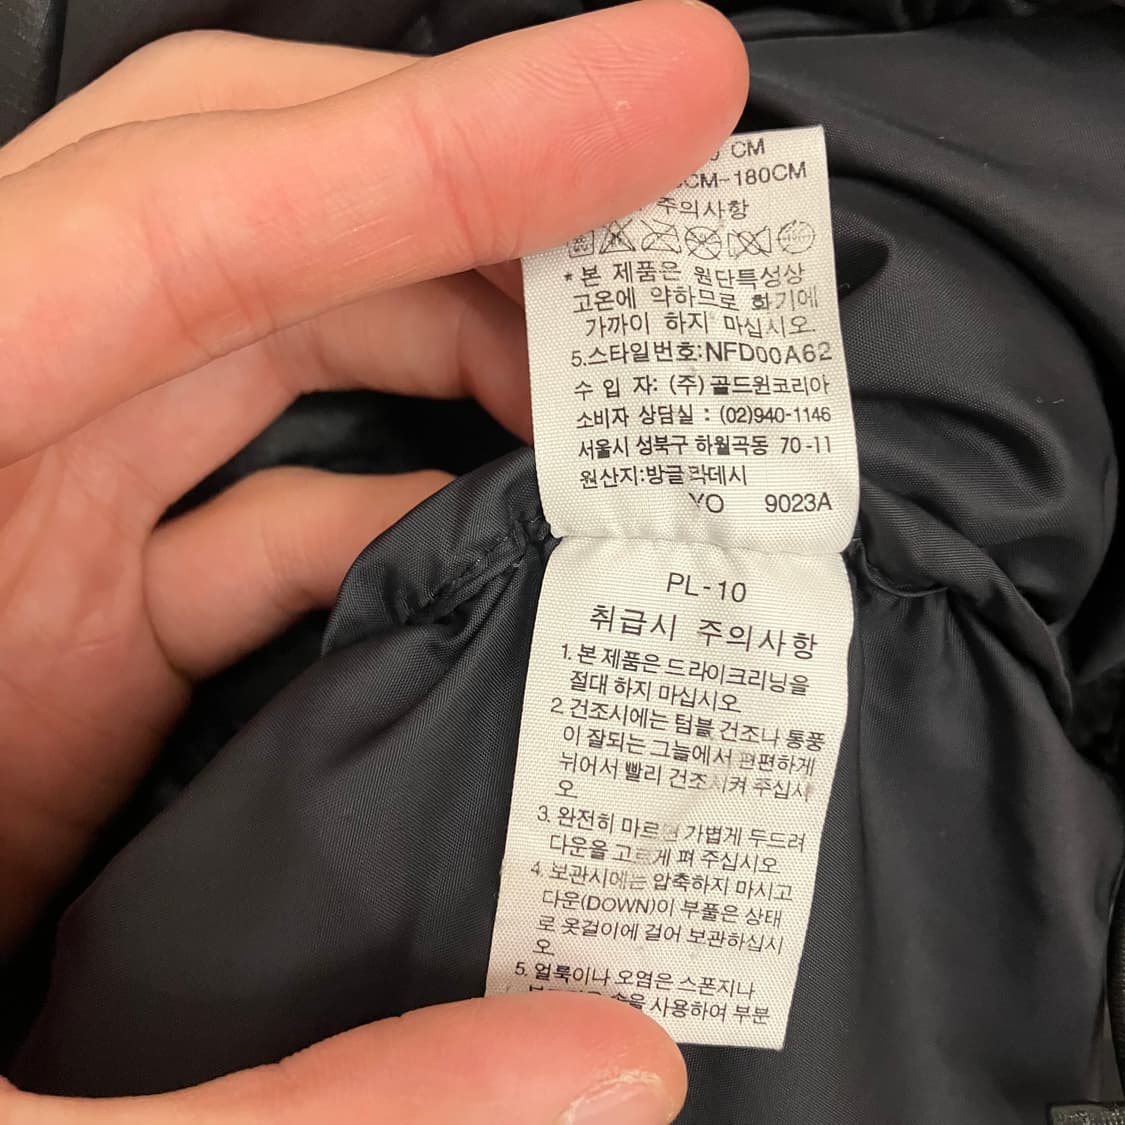 CM
CM-180CM
주의사항
* 본 제품은 원단특성상
고온에 약하므로 화기에
가까이 하지 마십시오.
5.스타일번호:NFD00A62
수 입 자: (주)골드윈코리아
소비자 상담실 : (02)940-1146
서울시 성북구 하월곡동 70-11
원산지:방글라데시
YO 9023A
PL-10
취급시 주의사항
1. 본 제품은 드라이크리닝을
절대 하지 마십시오
2. 건조시에는 텀블 건조나 통풍
이 잘되는 그늘에서 편편하게
뉘어서 빨리 건조시켜 주십시
오.
3. 완전히 마르면 가볍게 두드려
다운을 고르게 펴 주십시오
4. 보관시에는 압축하지 마시고
다운(DOWN)이 부풀은 상태
로 옷걸이에 걸어 보관하십시
오.
5. 얼룩이나 오염은 스폰지나
솔을 사용하여 부분